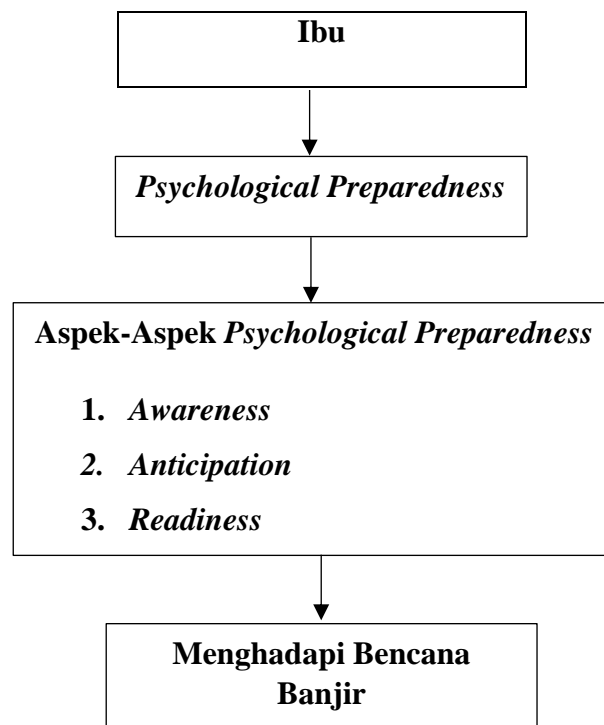 Ibu
Psychological Preparedness
Aspek-Aspek Psychological Preparedness
1. Awareness
2. Anticipation
3. Readiness
Menghadapi Bencana
Banjir